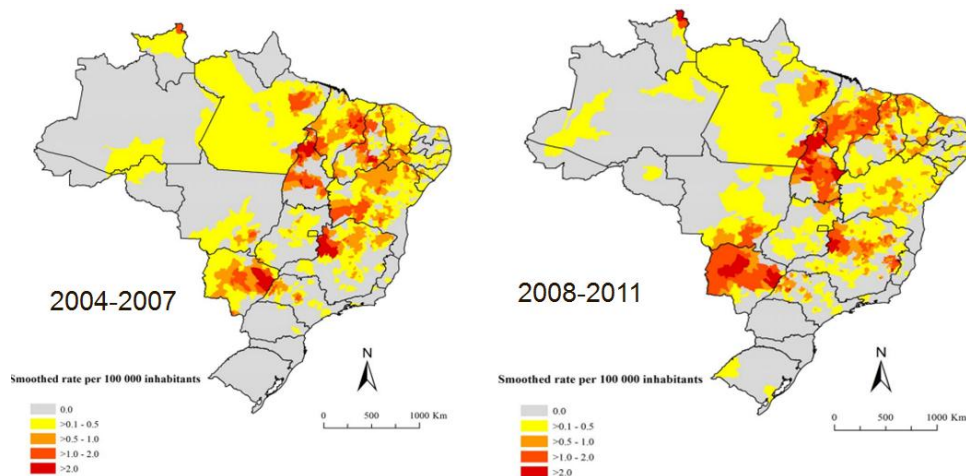 2004-2007
N
Smoothed rate per 100 000 inhabitants
0.0
>0.1 - 0.5
>0.5 - 1.0
>1.0 - 2.0
>2.0
0 500 1000 Km
2008-2011
N
Smoothed rate per 100 000 inhabitants
0.0
>0.1 - 0.5
>0.5 - 1.0
>1.0 - 2.0
>2.0
0 500 1000 Km